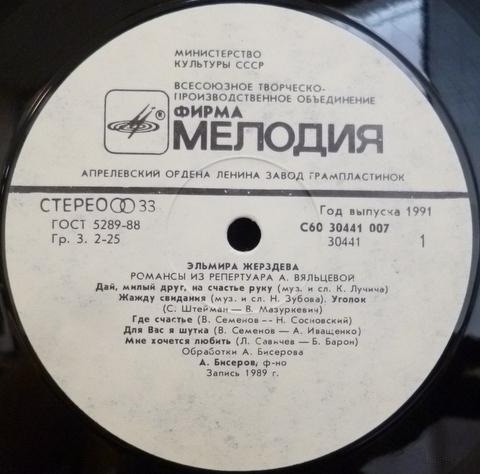 МИНИСТЕРСТВО
КУЛЬТУРЫ СССР
ВСЕСОЮЗНОЕ ТВОРЧЕСКО-
-ПРОИЗВОДСТВЕННОЕ ОБЪЕДИНЕНИЕ
ФИРМА
® МЕЛОДИЯ
АПРЕЛЕВСКИЙ ОРДЕНА ЛЕНИНА ЗАВОД ГРАМПЛАСТИНОК
СТЕРЕО 33
Год выпуска 1991
ГОСТ 5289-88
С60 30441 007
Гр. 3. 2-25
30441 1
ЭЛЬМИРА ЖЕРЗДЕВА
РОМАНСЫ ИЗ РЕПЕРТУАРА А. ВЯЛЬЦЕВОЙ
Дай, милый друг, на счастье руку (муз. и сл. К. Лучича)
Жажду свидания (муз. и сл. Н. Зубова). Уголок
(С. Штейман — В. Мазуркевич)
Где счастье (В. Семенов -- Н. Сосновский)
Для Вас я шутка (В. Семенов — А. Иващенко)
Мне хочется любить (Л. Савичев — Б. Барон)
Обработки А. Бисерова
А. Бисеров, ф-но
Запись 1989 г.